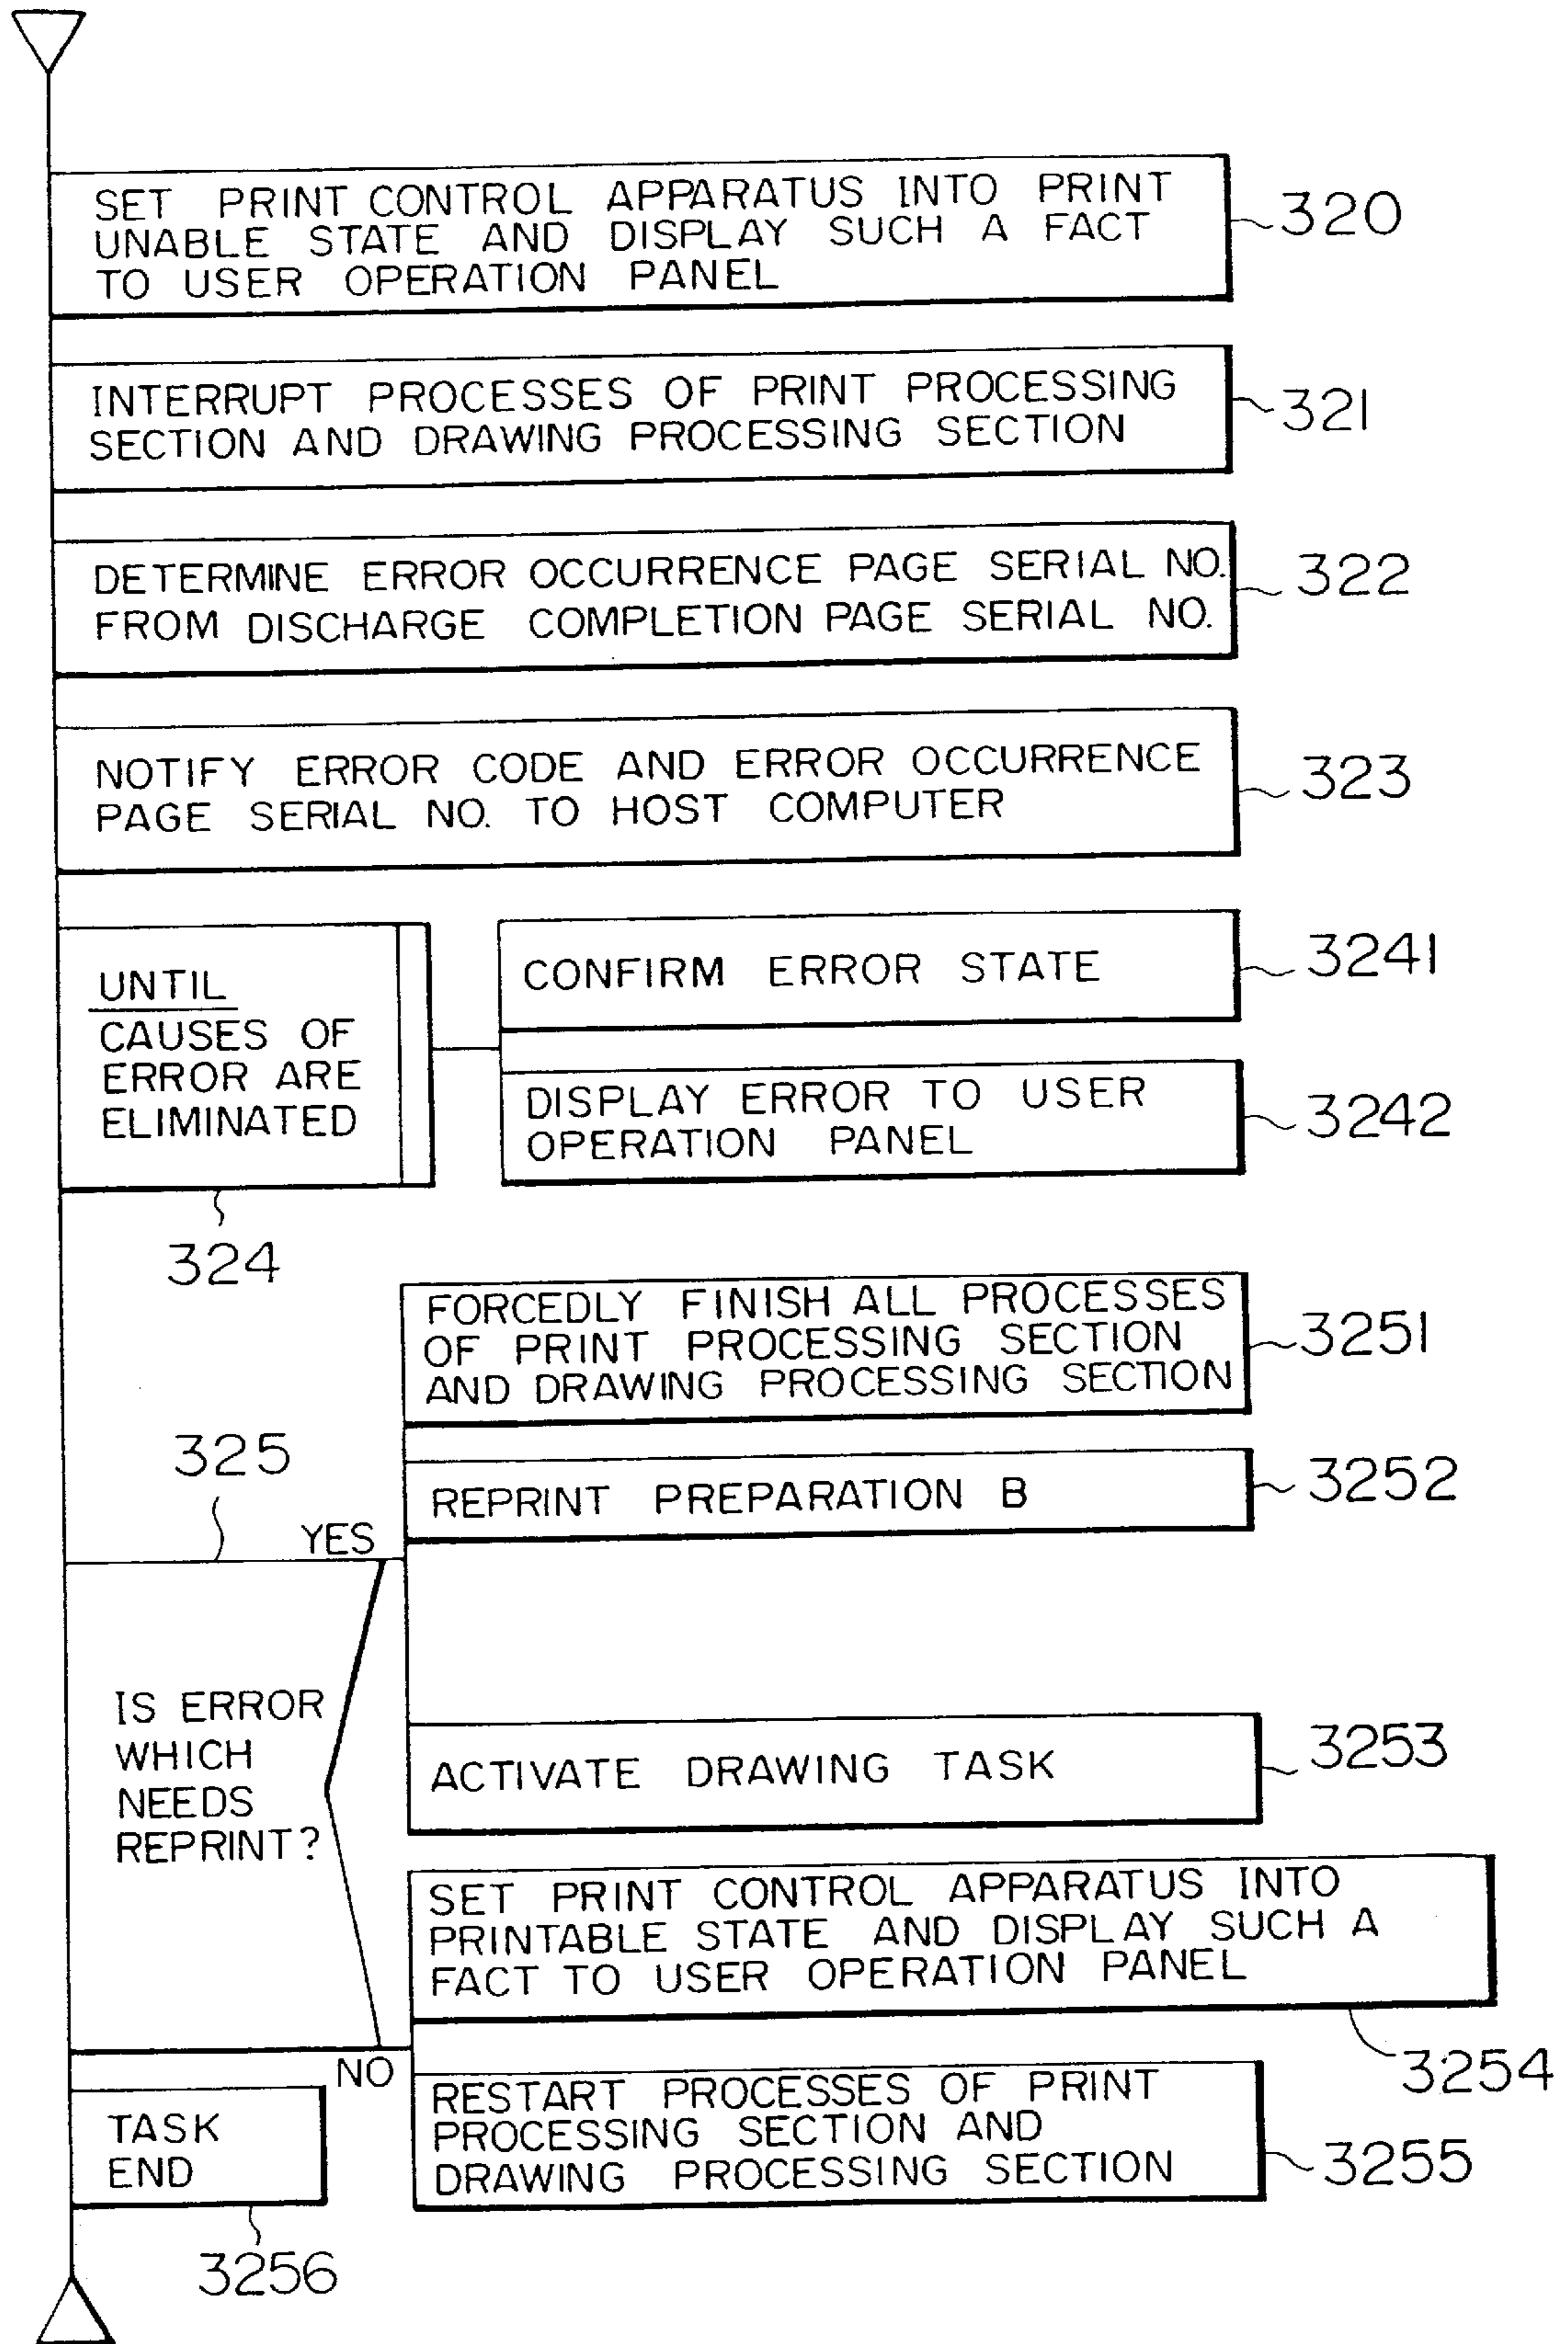 SET PRINT CONTROL APPARATUS INTO PRINT
UNABLE STATE AND DISPLAY SUCH A FACT
TO USER OPERATION PANEL
320
INTERRUPT PROCESSES OF PRINT PROCESSING
SECTION AND DRAWING PROCESSING SECTION
321
DETERMINE ERROR OCCURRENCE PAGE SERIAL NO.
FROM DISCHARGE COMPLETION PAGE SERIAL NO.
322
NOTIFY ERROR CODE AND ERROR OCCURRENCE
PAGE SERIAL NO. TO HOST COMPUTER
323
UNTIL
CAUSES OF
ERROR ARE
ELIMINATED
324
CONFIRM ERROR STATE
3241
DISPLAY ERROR TO USER
OPERATION PANEL
3242
FORCEDLY FINISH ALL PROCESSES
OF PRINT PROCESSING SECTION
AND DRAWING PROCESSING SECTION
3251
325
YES
REPRINT PREPARATION B
3252
IS ERROR
WHICH
NEEDS
REPRINT?
ACTIVATE DRAWING TASK
3253
SET PRINT CONTROL APPARATUS INTO
PRINTABLE STATE AND DISPLAY SUCH A
FACT TO USER OPERATION PANEL
3254
NO
RESTART PROCESSES OF PRINT
PROCESSING SECTION AND
DRAWING PROCESSING SECTION
3255
TASK
END
3256